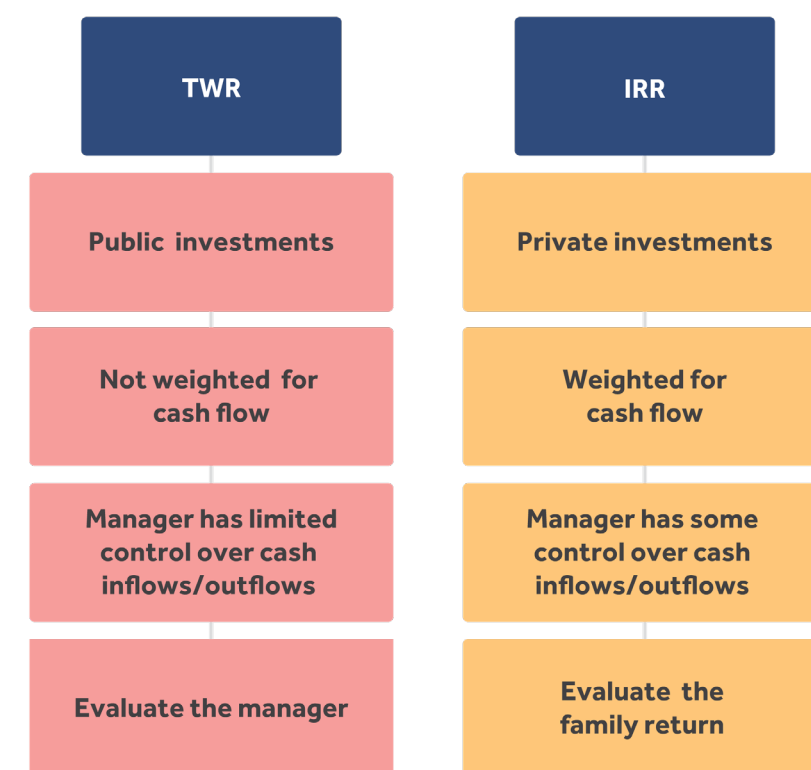 TWR
Public investments
Not weighted for
cash flow
Manager has limited
control over cash
inflows/outflows
Evaluate the manager
IRR
Private investments
Weighted for
cash flow
Manager has some
control over cash
inflows/outflows
Evaluate the
family return